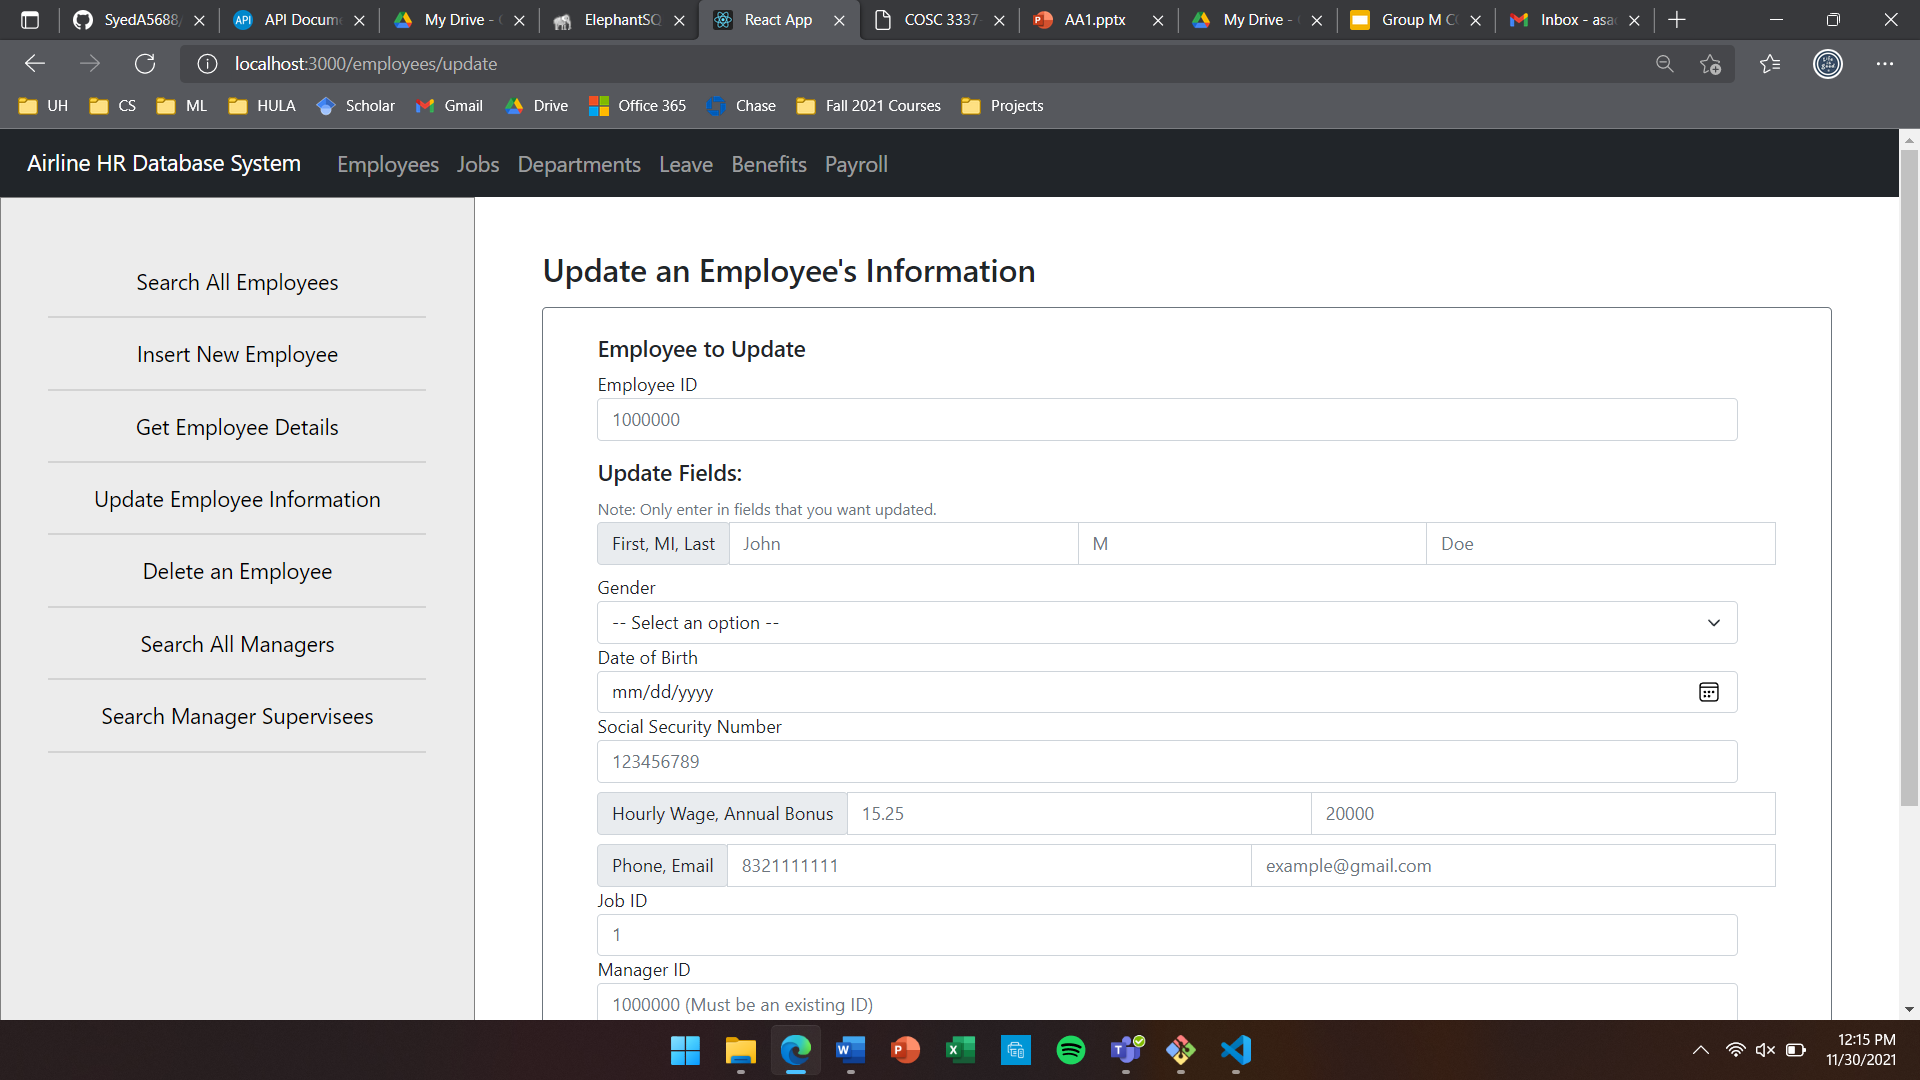 SyedA5688/
API Docum
My Drive -
ElephantSQ
React App
COSC 3337
AA1.pptx
My Drive -
Group M CO
Inbox - asa
localhost:3000/employees/update
UH
CS
ML
HULA
Scholar
Gmail
Drive
Office 365
Chase
Fall 2021 Courses
Projects
Airline HR Database System
Employees
Jobs
Departments
Leave
Benefits
Payroll
Search All Employees
Insert New Employee
Get Employee Details
Update Employee Information
Delete an Employee
Search All Managers
Search Manager Supervisees
Update an Employee's Information
Employee to Update
Employee ID
1000000
Update Fields:
Note: Only enter in fields that you want updated.
First, MI, Last John M Doe
Gender
-- Select an option --
Date of Birth
mm/dd/yyyy
Social Security Number
123456789
Hourly Wage, Annual Bonus 15.25 20000
Phone, Email 8321111111 example@gmail.com
Job ID
1
Manager ID
1000000 (Must be an existing ID)
12:15 PM
11/30/2021